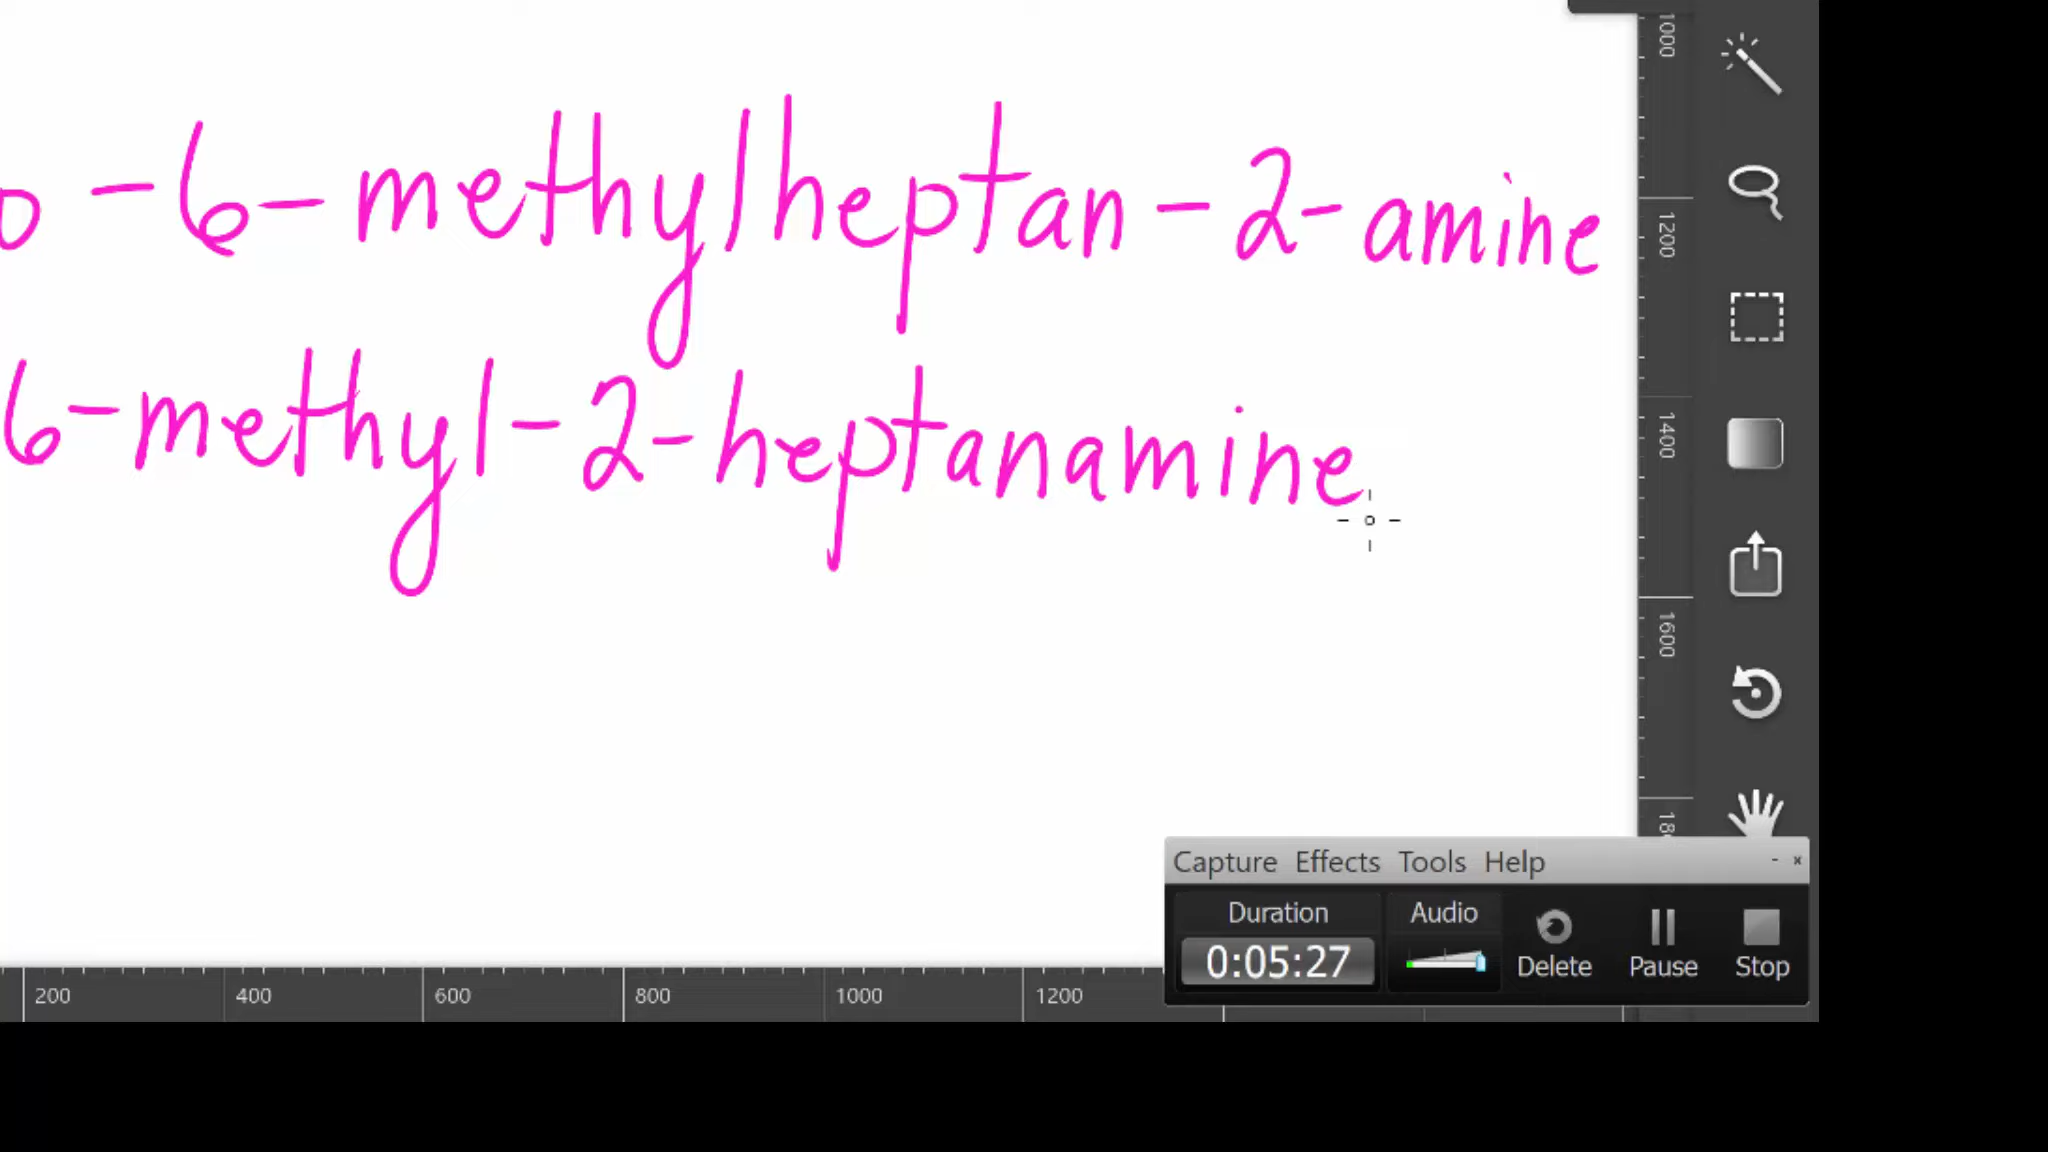 o -6-methylheptan-2-amine
6-methyl-2-heptanamine
1000
1200
1400
1600
18
Capture Effects Tools Help
Duration Audio
0:05:27 Delete Pause Stop
200 400 600 800 1000 1200